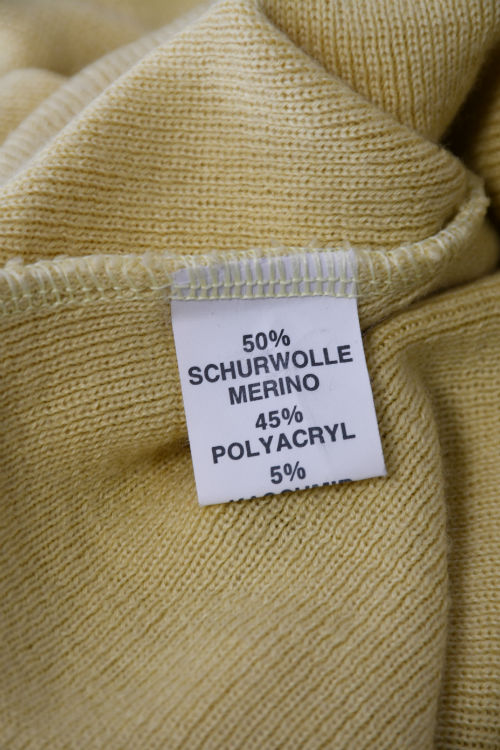 50%
SCHURWOLLE
MERINO
45%
POLYACRYL
5%